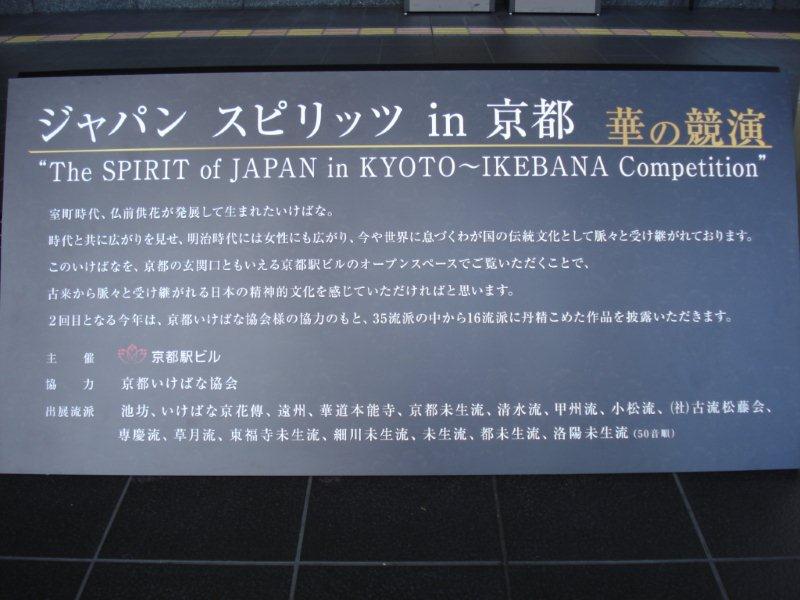 ジャパン スピリッツ in 京都 華の競演
“The SPIRIT of JAPAN in KYOTO～IKEBANA Competition”
室町時代、仏前供花が発展して生まれたいけばな。
時代と共に広がりを見せ、明治時代には女性にも広がり、今や世界に息づくわが国の伝統文化として脈々と受け継がれております。
このいけばなを、京都の玄関口ともいえる京都駅ビルのオープンスペースでご覧いただくことで、
古来から脈々と受け継がれる日本の精神的文化を感じていただければと思います。
2回目となる今年は、京都いけばな協会様の協力のもと、35流派の中から16流派に丹精こめた作品を披露いただきます。
主 催 京都駅ビル
協 力 京都いけばな協会
出展流派 池坊、いけばな京花傳、遠州、華道本能寺、京都未生流、清水流、甲州流、小松流、(社)古流松藤会、
専慶流、草月流、東福寺未生流、細川未生流、未生流、都未生流、洛陽未生流(50音順)